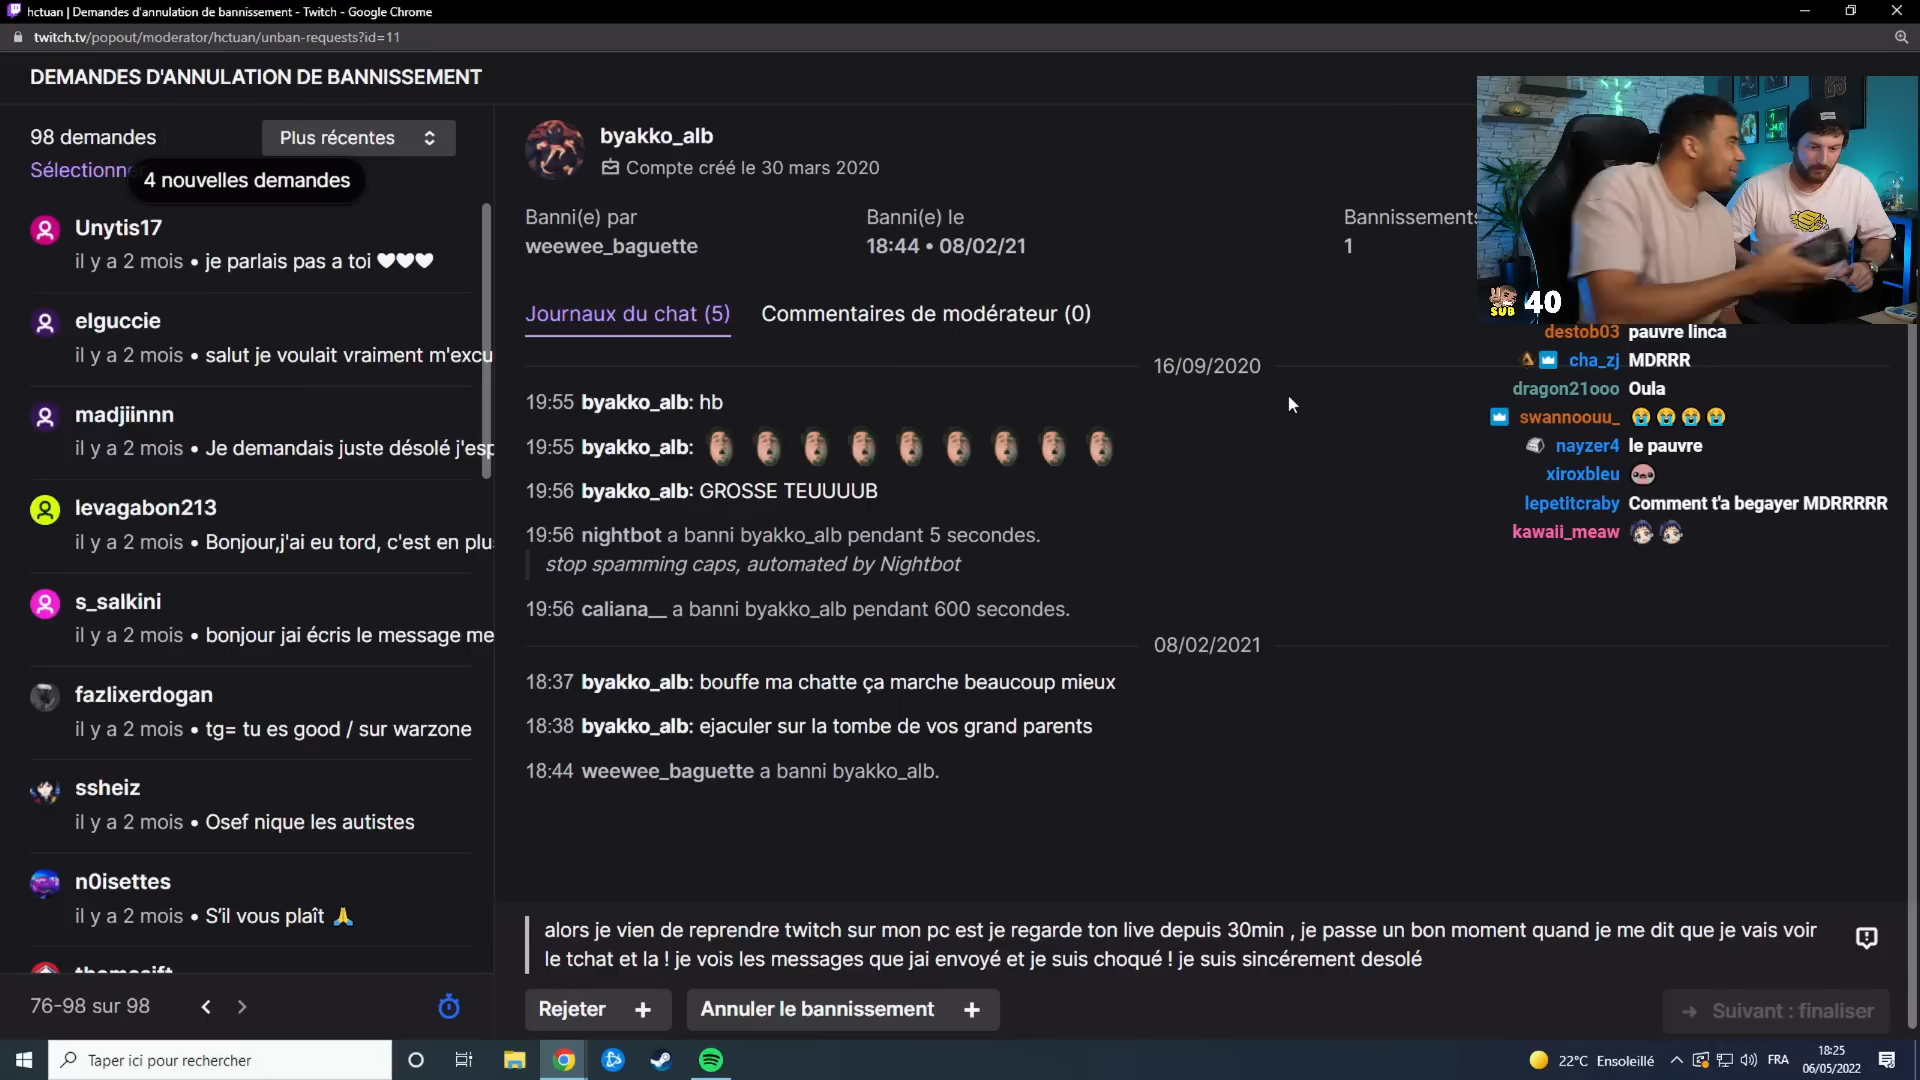 hctuan | Demandes d'annulation de bannissement - Twitch - Google Chrome
twitch.tv/popout/moderator/hctuan/unban-requests?id=11
DEMANDES D'ANNULATION DE BANNISSEMENT
98 demandes
Plus récentes
Sélectionne
4 nouvelles demandes
Unytis17
il y a 2 mois • je parlais pas a toi 🤍🤍🤍
elguccie
il y a 2 mois • salut je voulait vraiment m'excu
madjiinnn
il y a 2 mois • Je demandais juste désolé j'esp
levagabon213
il y a 2 mois • Bonjour,j'ai eu tord, c'est en plu
s_salkini
il y a 2 mois • bonjour jai écris le message me
fazlixerdogan
il y a 2 mois • tg= tu es good / sur warzone
ssheiz
il y a 2 mois • Osef nique les autistes
n0isettes
il y a 2 mois • S'il vous plaît 🙏
76-98 sur 98
byakko_alb
Compte créé le 30 mars 2020
Banni(e) par
weewee_baguette
Banni(e) le
18:44 • 08/02/21
Bannissements
1
Journaux du chat (5)
Commentaires de modérateur (0)
16/09/2020
19:55 byakko_alb: hb
19:55 byakko_alb:
19:56 byakko_alb: GROSSE TEUUUUB
19:56 nightbot a banni byakko_alb pendant 5 secondes.
stop spamming caps, automated by Nightbot
19:56 caliana__ a banni byakko_alb pendant 600 secondes.
08/02/2021
18:37 byakko_alb: bouffe ma chatte ça marche beaucoup mieux
18:38 byakko_alb: ejaculer sur la tombe de vos grand parents
18:44 weewee_baguette a banni byakko_alb.
alors je vien de reprendre twitch sur mon pc est je regarde ton live depuis 30min , je passe un bon moment quand je me dit que je vais voir
le tchat et la ! je vois les messages que jai envoyé et je suis choqué ! je suis sincérement desolé
Rejeter +
Annuler le bannissement +
→ Suivant : finaliser
SUB 40
destob03 pauvre linca
cha_zj MDRRR
dragon21ooo Oula
swannoouu_ 😭😭😭😭
nayzer4 le pauvre
xiroxbleu
lepetitcraby Comment t'a begayer MDRRRRR
kawaii_meaw
Taper ici pour rechercher
22°C Ensoleillé
FRA
18:25
06/05/2022